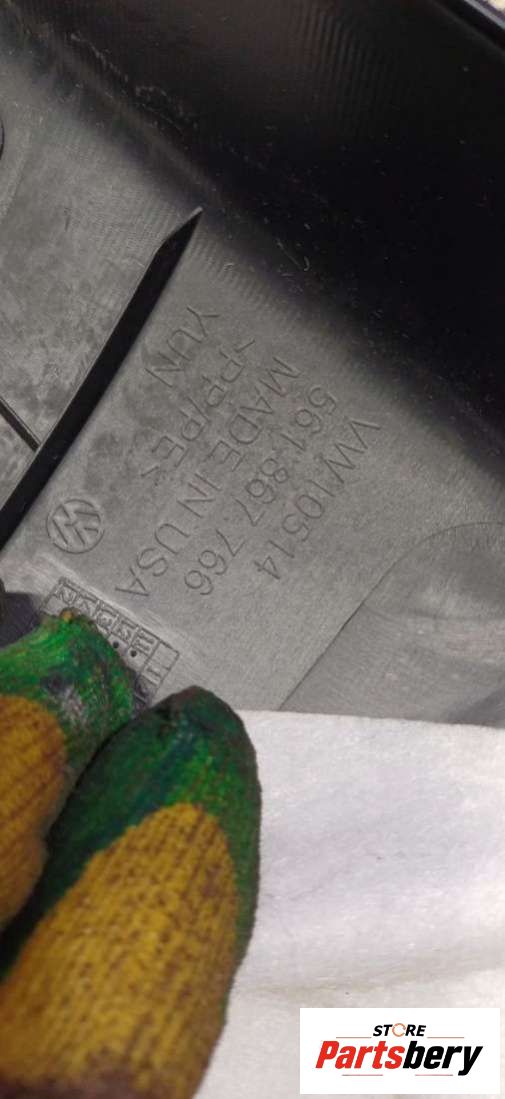 VW10514
561.867.766
MADE IN USA
>PP/PE<
YUN
STORE
Partsbery